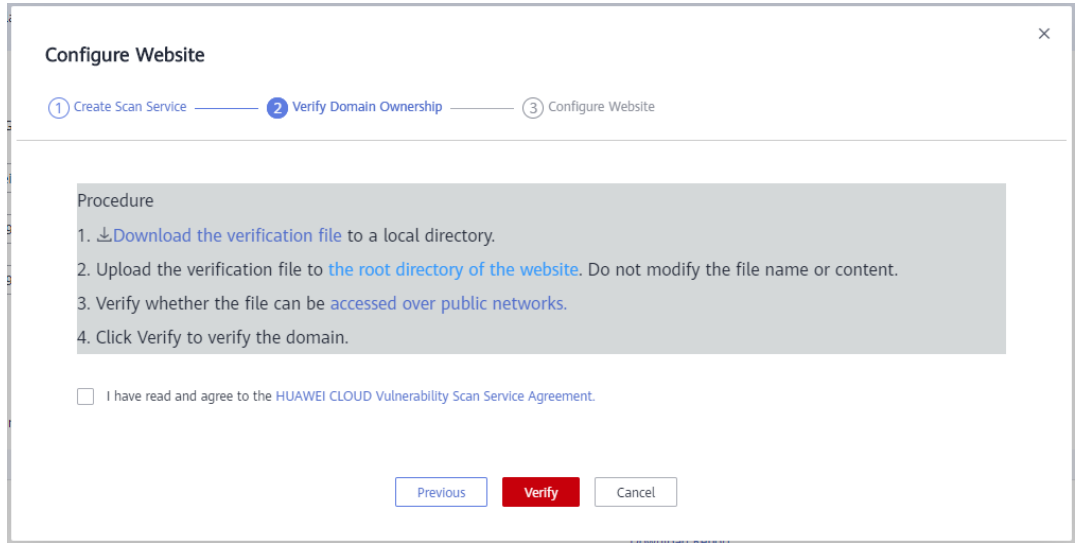 Configure Website
1 Create Scan Service 2 Verify Domain Ownership 3 Configure Website
Procedure
1. Download the verification file to a local directory.
2. Upload the verification file to the root directory of the website. Do not modify the file name or content.
3. Verify whether the file can be accessed over public networks.
4. Click Verify to verify the domain.
I have read and agree to the HUAWEI CLOUD Vulnerability Scan Service Agreement.
Previous Verify Cancel